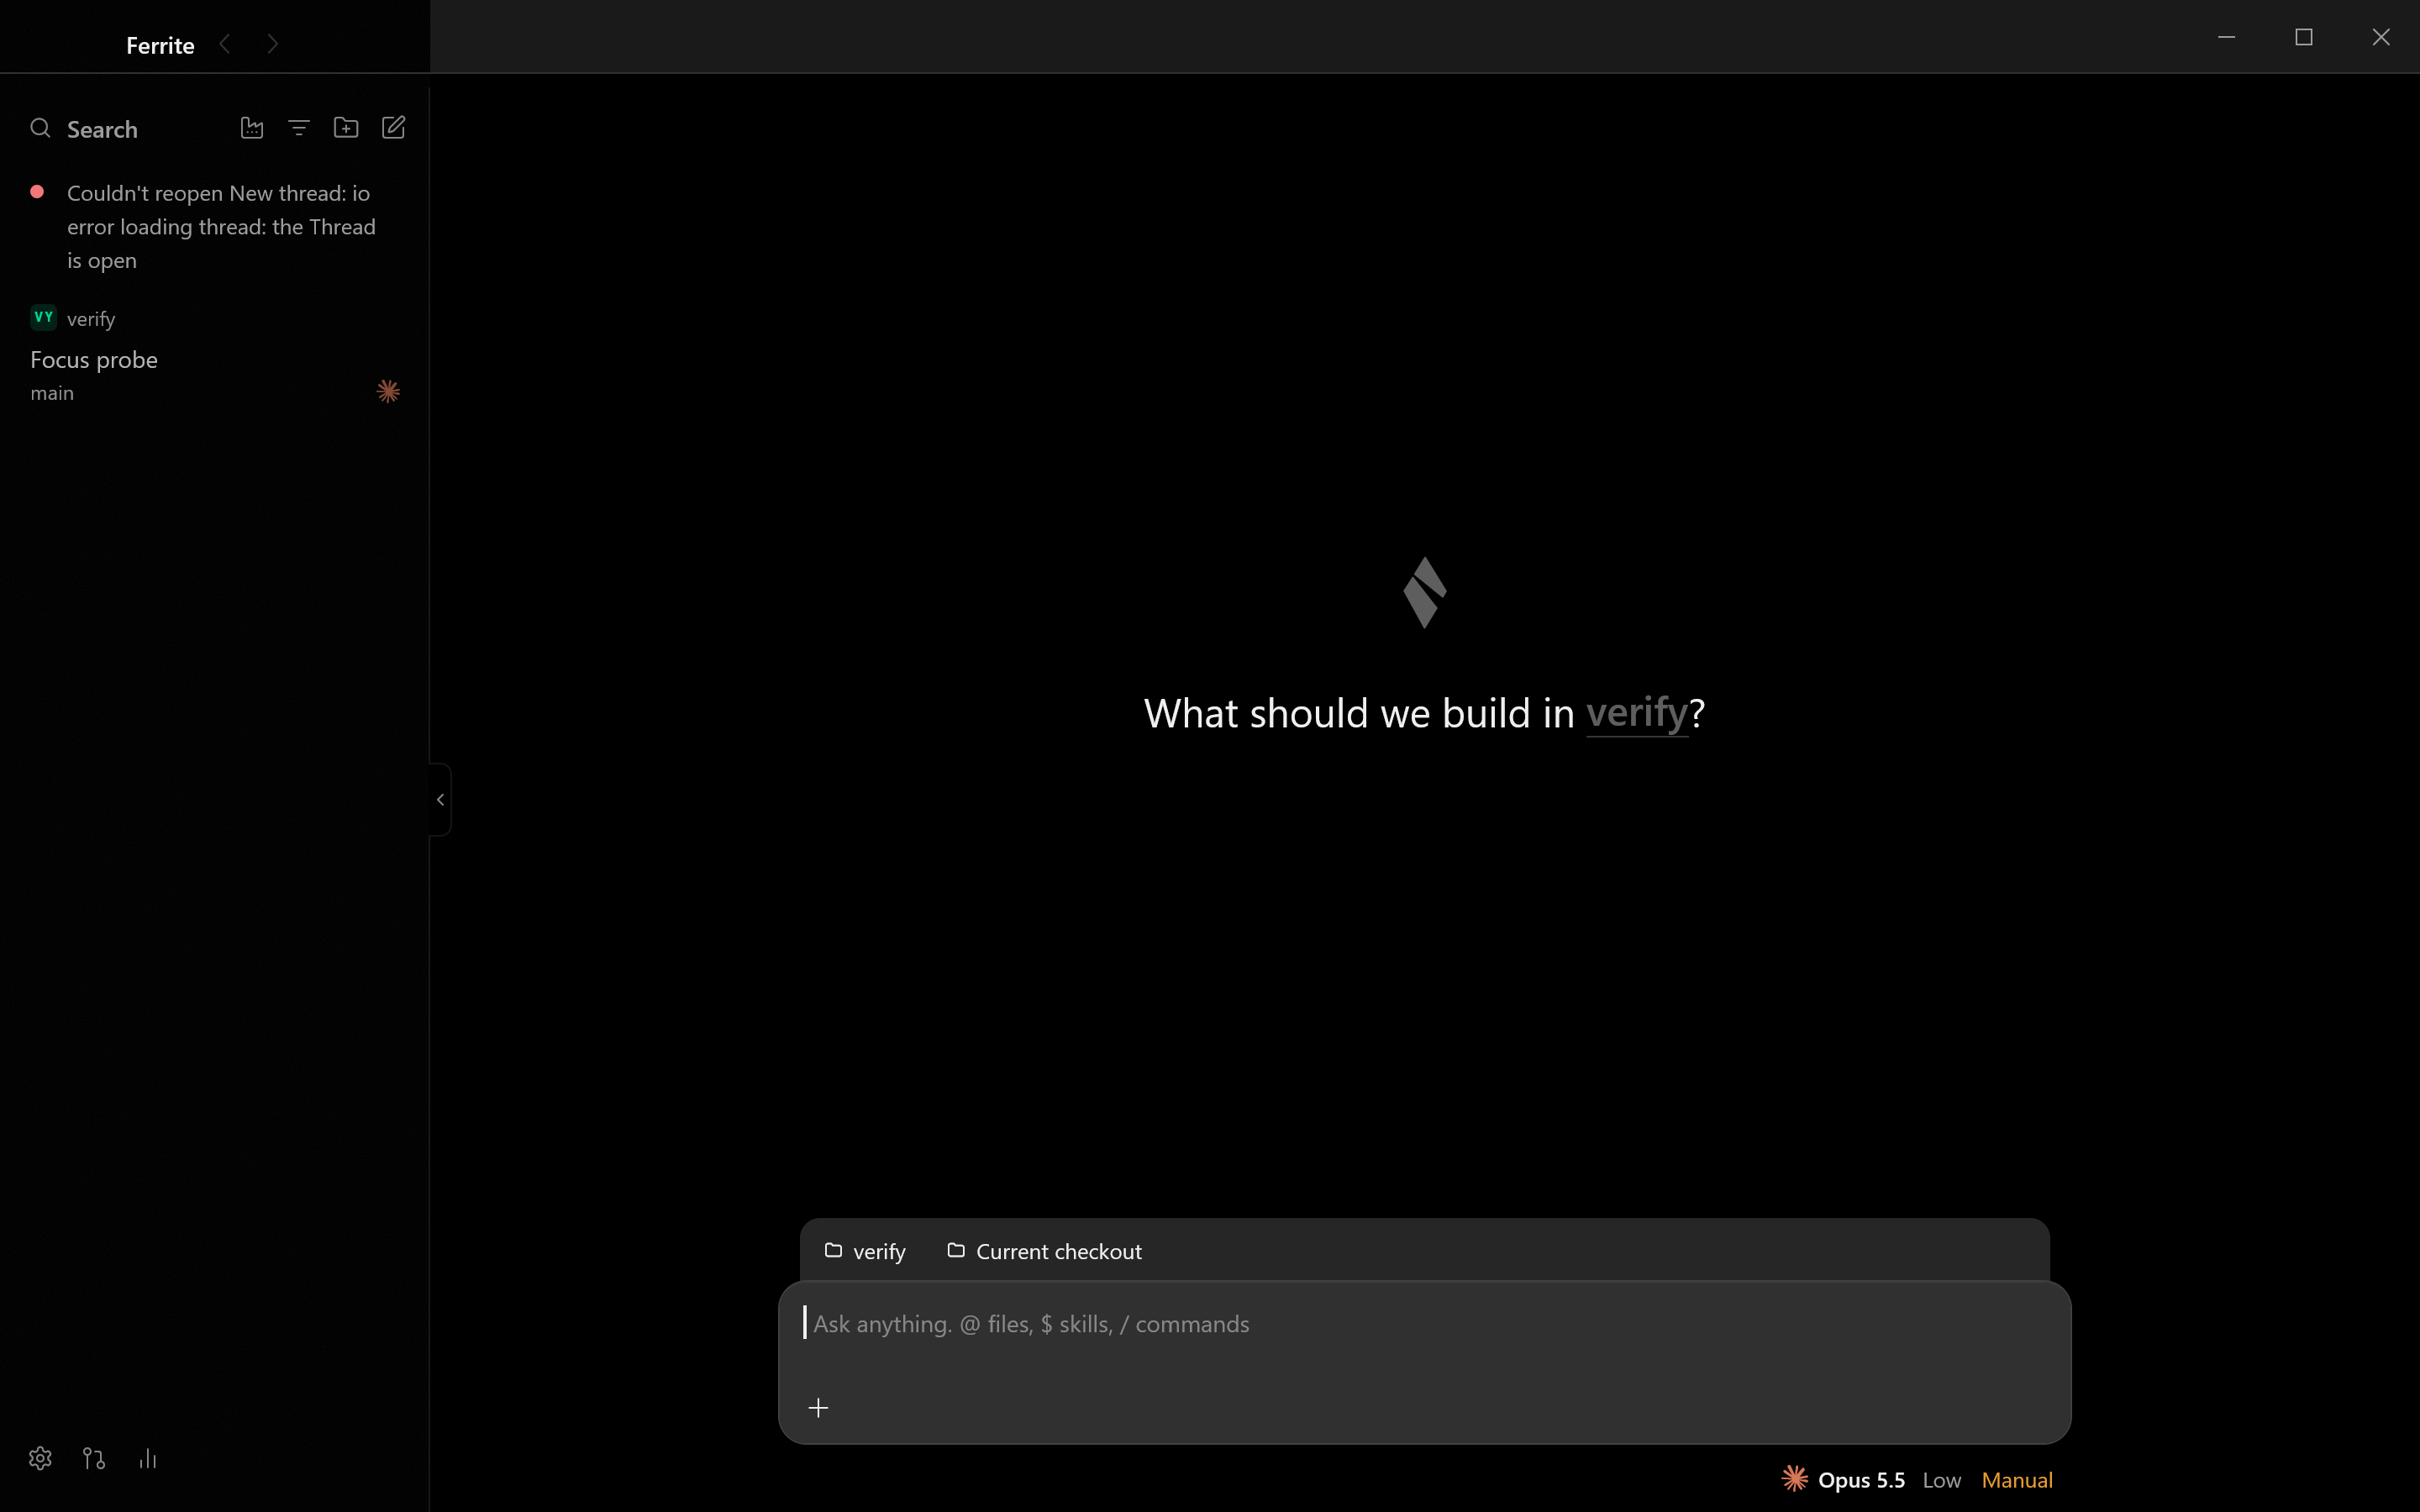 Ferrite
Search
Couldn't reopen New thread: io
error loading thread: the Thread
is open
VY verify
Focus probe
main
What should we build in verify?
verify Current checkout
Ask anything. @ files, $ skills, / commands
Opus 5.5 Low Manual